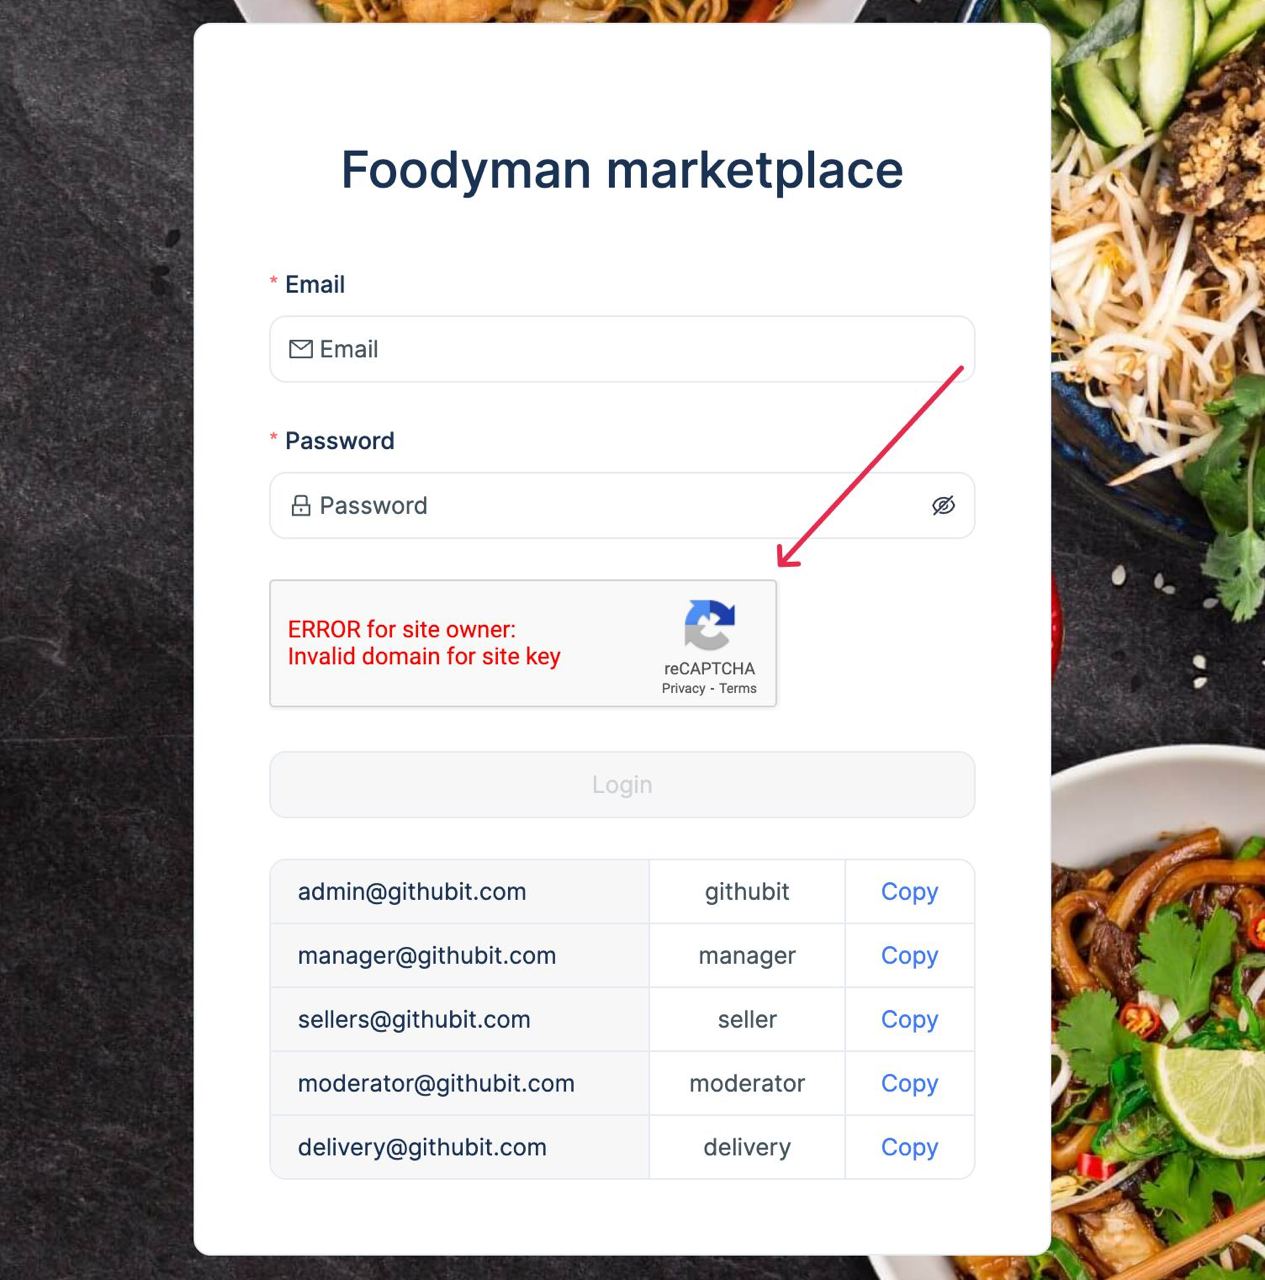 Foodyman marketplace
* Email
Email
* Password
Password
ERROR for site owner:
Invalid domain for site key
reCAPTCHA
Privacy - Terms
Login
admin@githubit.com githubit Copy
manager@githubit.com manager Copy
sellers@githubit.com seller Copy
moderator@githubit.com moderator Copy
delivery@githubit.com delivery Copy